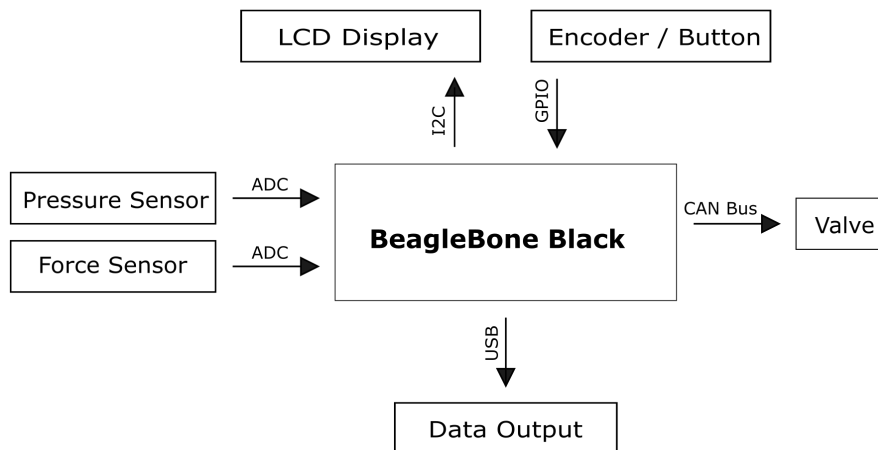 LCD Display
Encoder / Button
I2C
GPIO
Pressure Sensor
ADC
BeagleBone Black
CAN Bus
Valve
Force Sensor
ADC
USB
Data Output